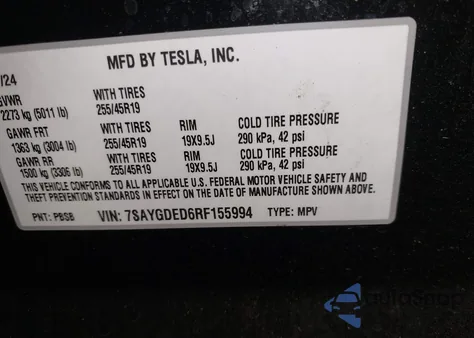 MFD BY TESLA, INC.
/24
GVWR WITH TIRES
2273 kg (5011 lb) 255/45R19
GAWR FRT WITH TIRES RIM COLD TIRE PRESSURE
1363 kg (3004 lb) 255/45R19 19X9.5J 290 kPa, 42 psi
GAWR RR WITH TIRES RIM COLD TIRE PRESSURE
1500 kg (3306 lb) 255/45R19 19X9.5J 290 kPa, 42 psi
THIS VEHICLE CONFORMS TO ALL APPLICABLE U.S. FEDERAL MOTOR VEHICLE SAFETY AND
THEFT PREVENTION STANDARDS IN EFFECT ON THE DATE OF MANUFACTURE SHOWN ABOVE.
PNT: PBSB VIN: 7SAYGDED6RF155994 TYPE: MPV
autoSnap